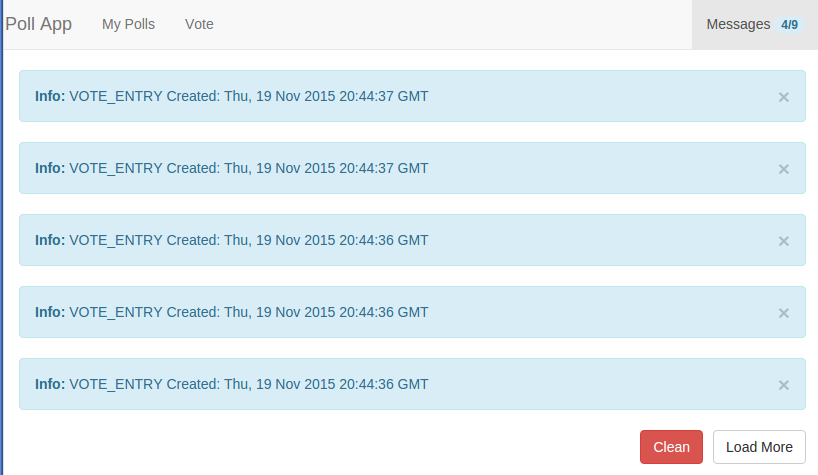 Poll App My Polls Vote Messages 4/9
Info: VOTE_ENTRY Created: Thu, 19 Nov 2015 20:44:37 GMT ×
Info: VOTE_ENTRY Created: Thu, 19 Nov 2015 20:44:37 GMT ×
Info: VOTE_ENTRY Created: Thu, 19 Nov 2015 20:44:36 GMT ×
Info: VOTE_ENTRY Created: Thu, 19 Nov 2015 20:44:36 GMT ×
Info: VOTE_ENTRY Created: Thu, 19 Nov 2015 20:44:36 GMT ×
Clean Load More